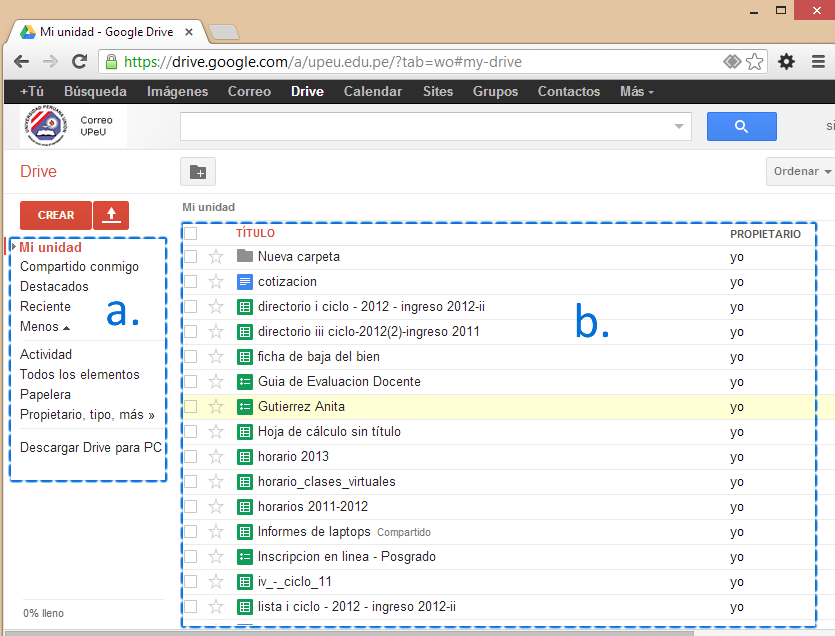 Mi unidad - Google Drive
https://drive.google.com/a/upeu.edu.pe/?tab=wo#my-drive
+Tú Búsqueda Imágenes Correo Drive Calendar Sites Grupos Contactos Más
UNIVERSIDAD PERUANA UNION
Correo
UPeU
Drive
Ordenar
CREAR
Mi unidad
Mi unidad
Compartido conmigo
Destacados
Reciente
Menos
a.
Actividad
Todos los elementos
Papelera
Propietario, tipo, más »
Descargar Drive para PC
0% lleno
TÍTULO PROPIETARIO
Nueva carpeta yo
cotizacion yo
directorio i ciclo - 2012 - ingreso 2012-ii yo
b.
directorio iii ciclo-2012(2)-ingreso 2011 yo
ficha de baja del bien yo
Guia de Evaluacion Docente yo
Gutierrez Anita yo
Hoja de cálculo sin título yo
horario 2013 yo
horario_clases_virtuales yo
horarios 2011-2012 yo
Informes de laptops Compartido yo
Inscripcion en linea - Posgrado yo
iv_-_ciclo_11 yo
lista i ciclo - 2012 - ingreso 2012-ii yo